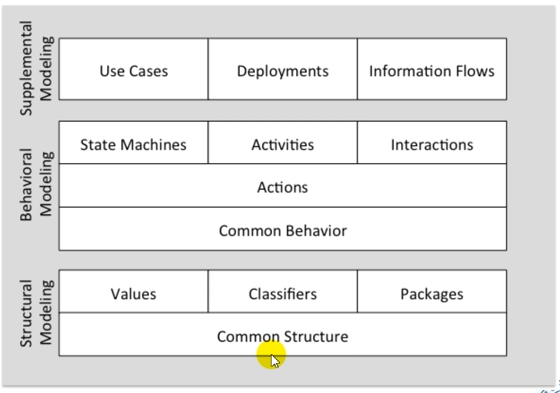 Supplemental
Modeling
Use Cases
Deployments
Information Flows
Behavioral
Modeling
State Machines
Activities
Interactions
Actions
Common Behavior
Structural
Modeling
Values
Classifiers
Packages
Common Structure